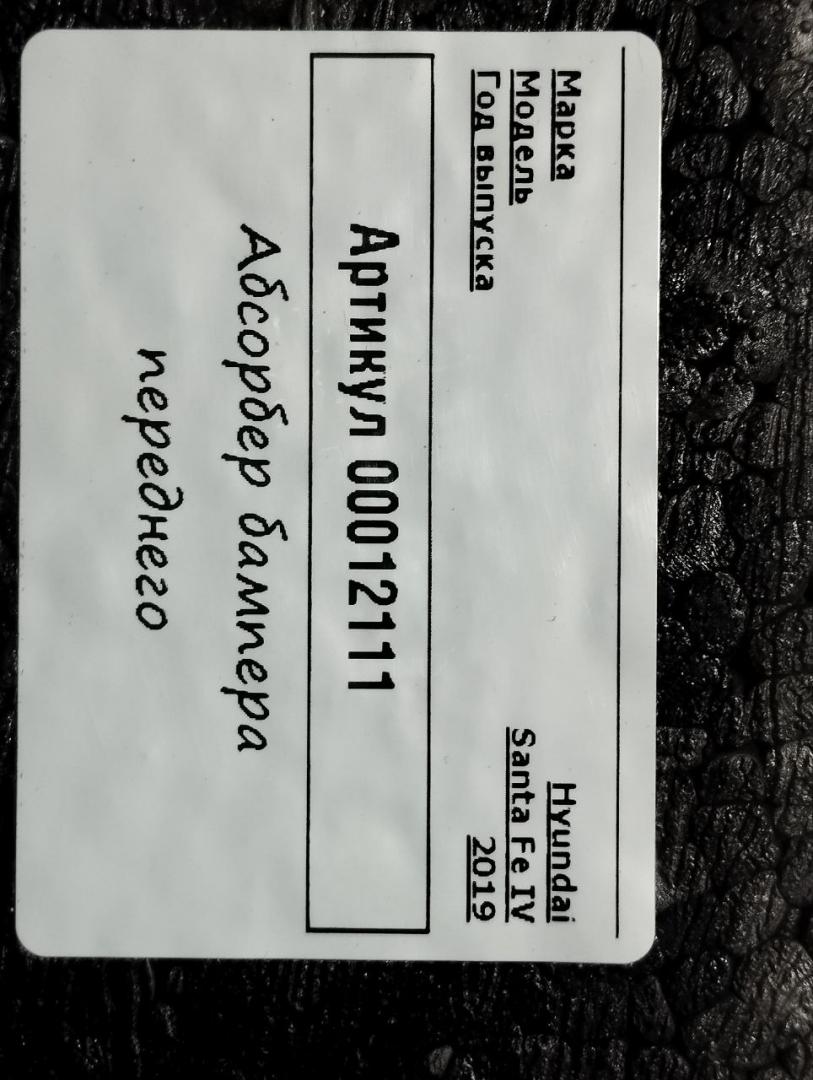 Марка Hyundai
Модель Santa Fe IV
Год выпуска 2019
Артикул 00012111
Абсорбер бампера
переднего